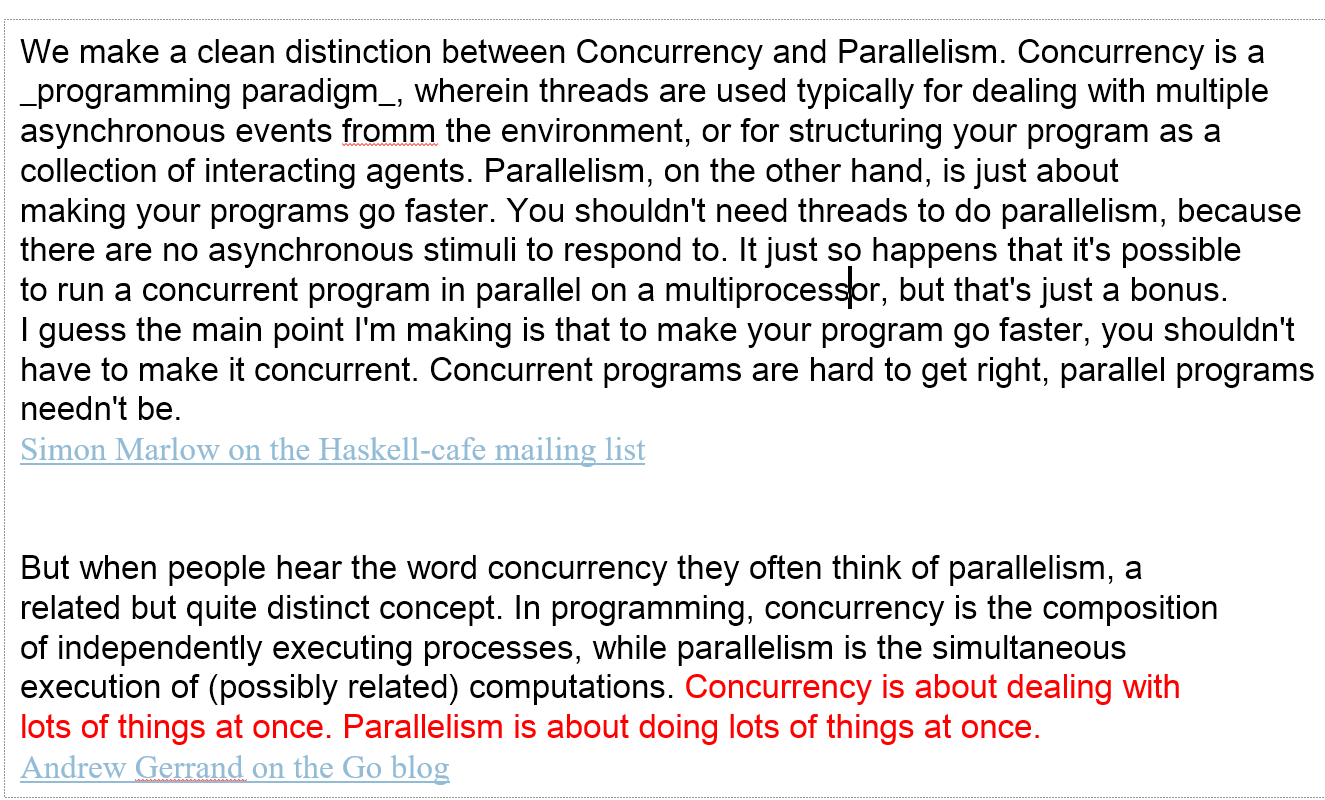 We make a clean distinction between Concurrency and Parallelism. Concurrency is a
_programming paradigm_, wherein threads are used typically for dealing with multiple
asynchronous events fromm the environment, or for structuring your program as a
collection of interacting agents. Parallelism, on the other hand, is just about
making your programs go faster. You shouldn't need threads to do parallelism, because
there are no asynchronous stimuli to respond to. It just so happens that it's possible
to run a concurrent program in parallel on a multiprocessor, but that's just a bonus.
I guess the main point I'm making is that to make your program go faster, you shouldn't
have to make it concurrent. Concurrent programs are hard to get right, parallel programs
needn't be.
Simon Marlow on the Haskell-cafe mailing list
But when people hear the word concurrency they often think of parallelism, a
related but quite distinct concept. In programming, concurrency is the composition
of independently executing processes, while parallelism is the simultaneous
execution of (possibly related) computations. Concurrency is about dealing with
lots of things at once. Parallelism is about doing lots of things at once.
Andrew Gerrand on the Go blog